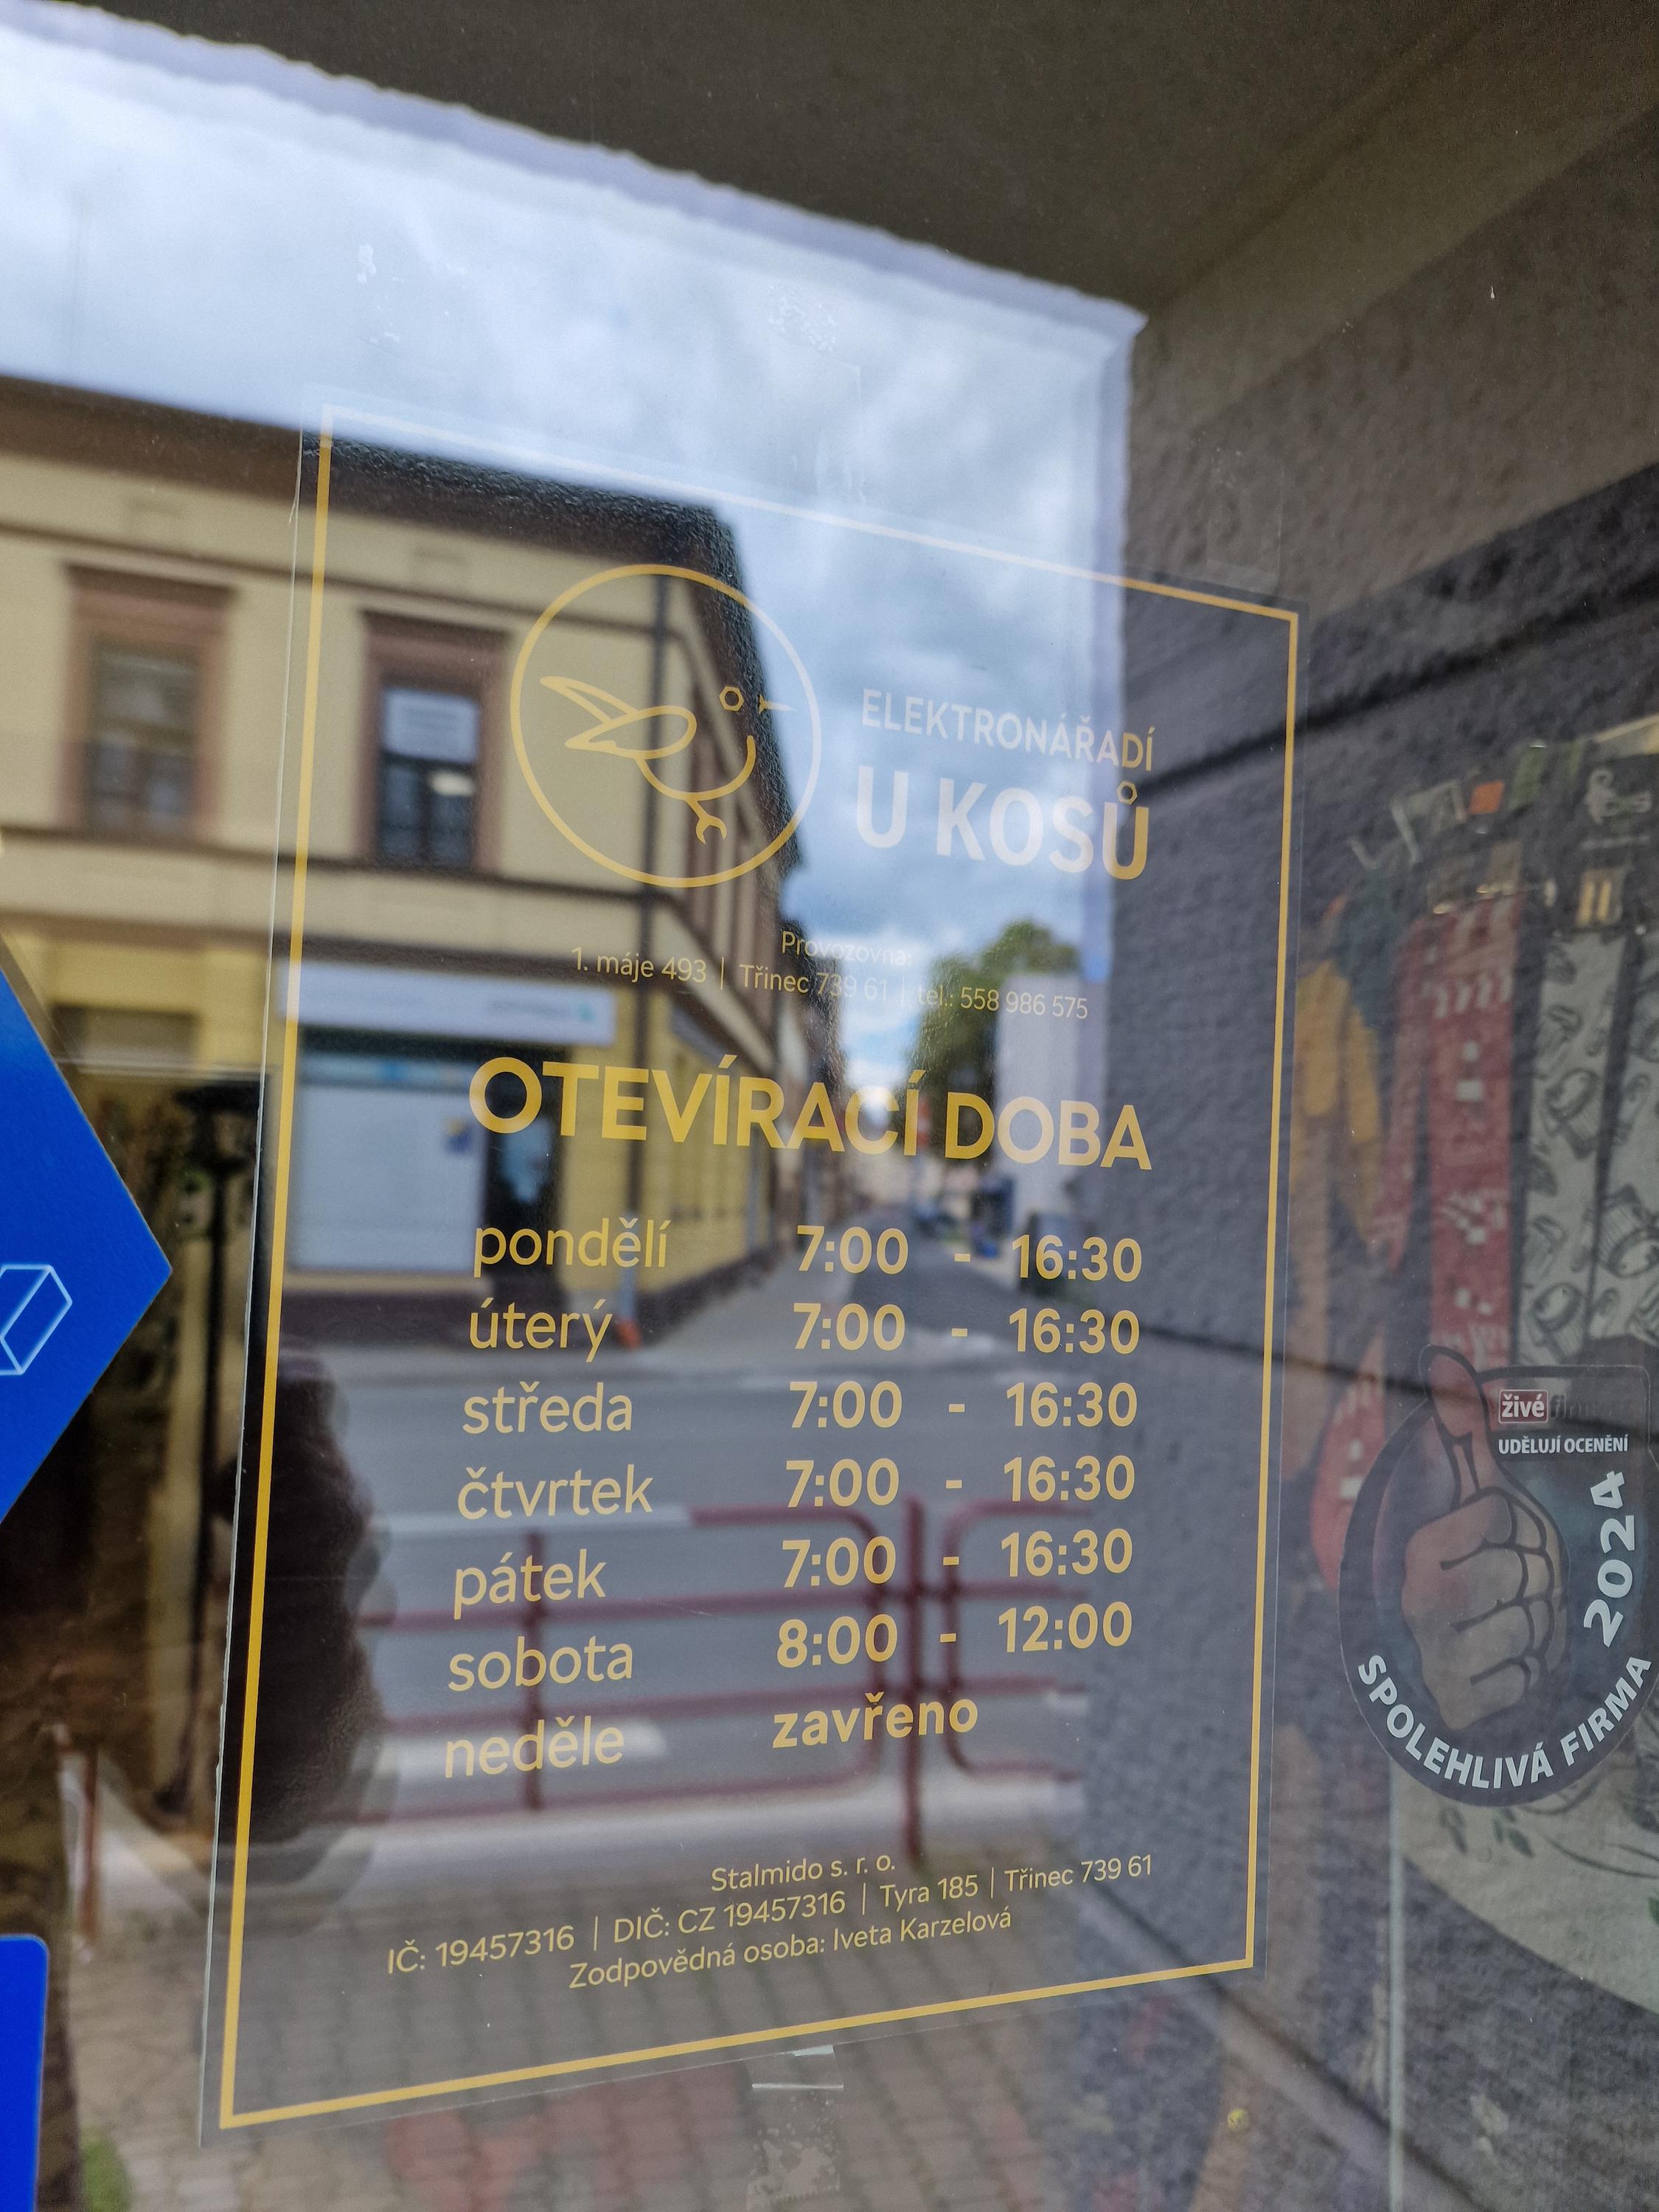 ELEKTRONÁŘADÍ
U KOSŮ
Provozovna:
1. máje 493 | Třinec 739 61 | tel.: 558 986 575
OTEVÍRACÍ DOBA
pondělí 7:00 - 16:30
úterý 7:00 - 16:30
středa 7:00 - 16:30
čtvrtek 7:00 - 16:30
pátek 7:00 - 16:30
sobota 8:00 - 12:00
neděle zavřeno
Stalmido s. r. o.
IČ: 19457316 | DIČ: CZ 19457316 | Tyra 185 | Třinec 739 61
Zodpovědná osoba: Iveta Karzelová
živé
UDĚLUJÍ OCENĚNÍ
2024
SPOLEHLIVÁ FIRMA